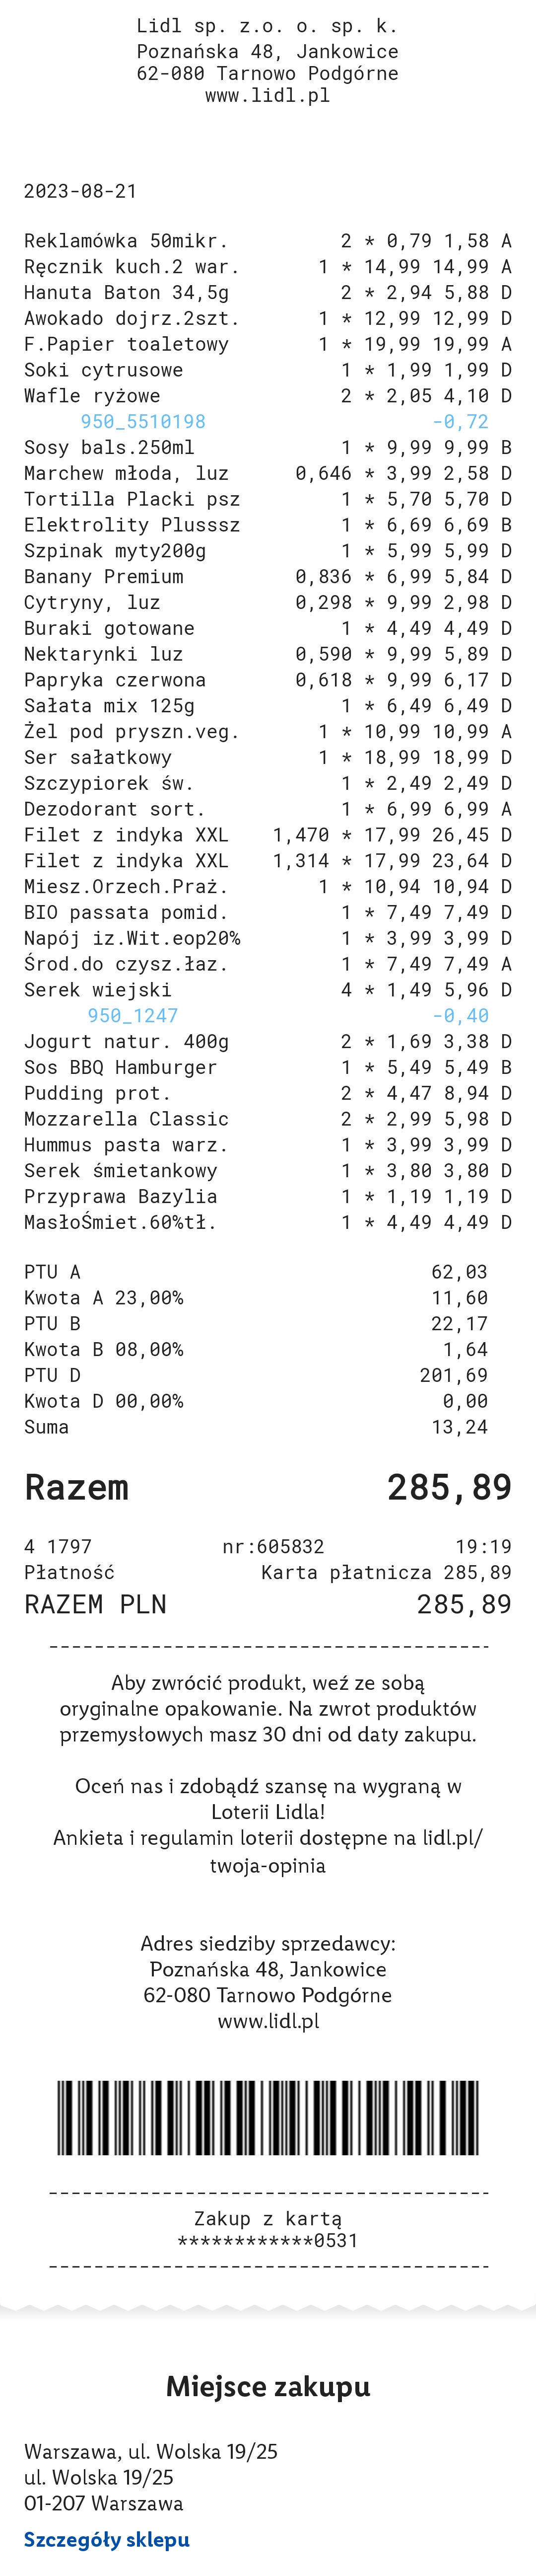 Lidl sp. z.o. o. sp. k.
Poznańska 48, Jankowice
62-080 Tarnowo Podgórne
www.lidl.pl
2023-08-21
Reklamówka 50mikr. 2 * 0,79 1,58 A
Ręcznik kuch.2 war. 1 * 14,99 14,99 A
Hanuta Baton 34,5g 2 * 2,94 5,88 D
Awokado dojrz.2szt. 1 * 12,99 12,99 D
F.Papier toaletowy 1 * 19,99 19,99 A
Soki cytrusowe 1 * 1,99 1,99 D
Wafle ryżowe 2 * 2,05 4,10 D
950_5510198 -0,72
Sosy bals.250ml 1 * 9,99 9,99 B
Marchew młoda, luz 0,646 * 3,99 2,58 D
Tortilla Placki psz 1 * 5,70 5,70 D
Elektrolity Plusssz 1 * 6,69 6,69 B
Szpinak myty200g 1 * 5,99 5,99 D
Banany Premium 0,836 * 6,99 5,84 D
Cytryny, luz 0,298 * 9,99 2,98 D
Buraki gotowane 1 * 4,49 4,49 D
Nektarynki luz 0,590 * 9,99 5,89 D
Papryka czerwona 0,618 * 9,99 6,17 D
Sałata mix 125g 1 * 6,49 6,49 D
Żel pod pryszn.veg. 1 * 10,99 10,99 A
Ser sałatkowy 1 * 18,99 18,99 D
Szczypiorek św. 1 * 2,49 2,49 D
Dezodorant sort. 1 * 6,99 6,99 A
Filet z indyka XXL 1,470 * 17,99 26,45 D
Filet z indyka XXL 1,314 * 17,99 23,64 D
Miesz.Orzech.Praż. 1 * 10,94 10,94 D
BIO passata pomid. 1 * 7,49 7,49 D
Napój iz.Wit.eop20% 1 * 3,99 3,99 D
Środ.do czysz.łaz. 1 * 7,49 7,49 A
Serek wiejski 4 * 1,49 5,96 D
950_1247 -0,40
Jogurt natur. 400g 2 * 1,69 3,38 D
Sos BBQ Hamburger 1 * 5,49 5,49 B
Pudding prot. 2 * 4,47 8,94 D
Mozzarella Classic 2 * 2,99 5,98 D
Hummus pasta warz. 1 * 3,99 3,99 D
Serek śmietankowy 1 * 3,80 3,80 D
Przyprawa Bazylia 1 * 1,19 1,19 D
MasłoŚmiet.60%tł. 1 * 4,49 4,49 D
PTU A 62,03
Kwota A 23,00% 11,60
PTU B 22,17
Kwota B 08,00% 1,64
PTU D 201,69
Kwota D 00,00% 0,00
Suma 13,24
Razem 285,89
4 1797 nr:605832 19:19
Płatność Karta płatnicza 285,89
RAZEM PLN 285,89
Aby zwrócić produkt, weź ze sobą
oryginalne opakowanie. Na zwrot produktów
przemysłowych masz 30 dni od daty zakupu.
Oceń nas i zdobądź szansę na wygraną w
Loterii Lidla!
Ankieta i regulamin loterii dostępne na lidl.pl/
twoja-opinia
Adres siedziby sprzedawcy:
Poznańska 48, Jankowice
62-080 Tarnowo Podgórne
www.lidl.pl
Zakup z kartą
************0531
Miejsce zakupu
Warszawa, ul. Wolska 19/25
ul. Wolska 19/25
01-207 Warszawa
Szczegóły sklepu